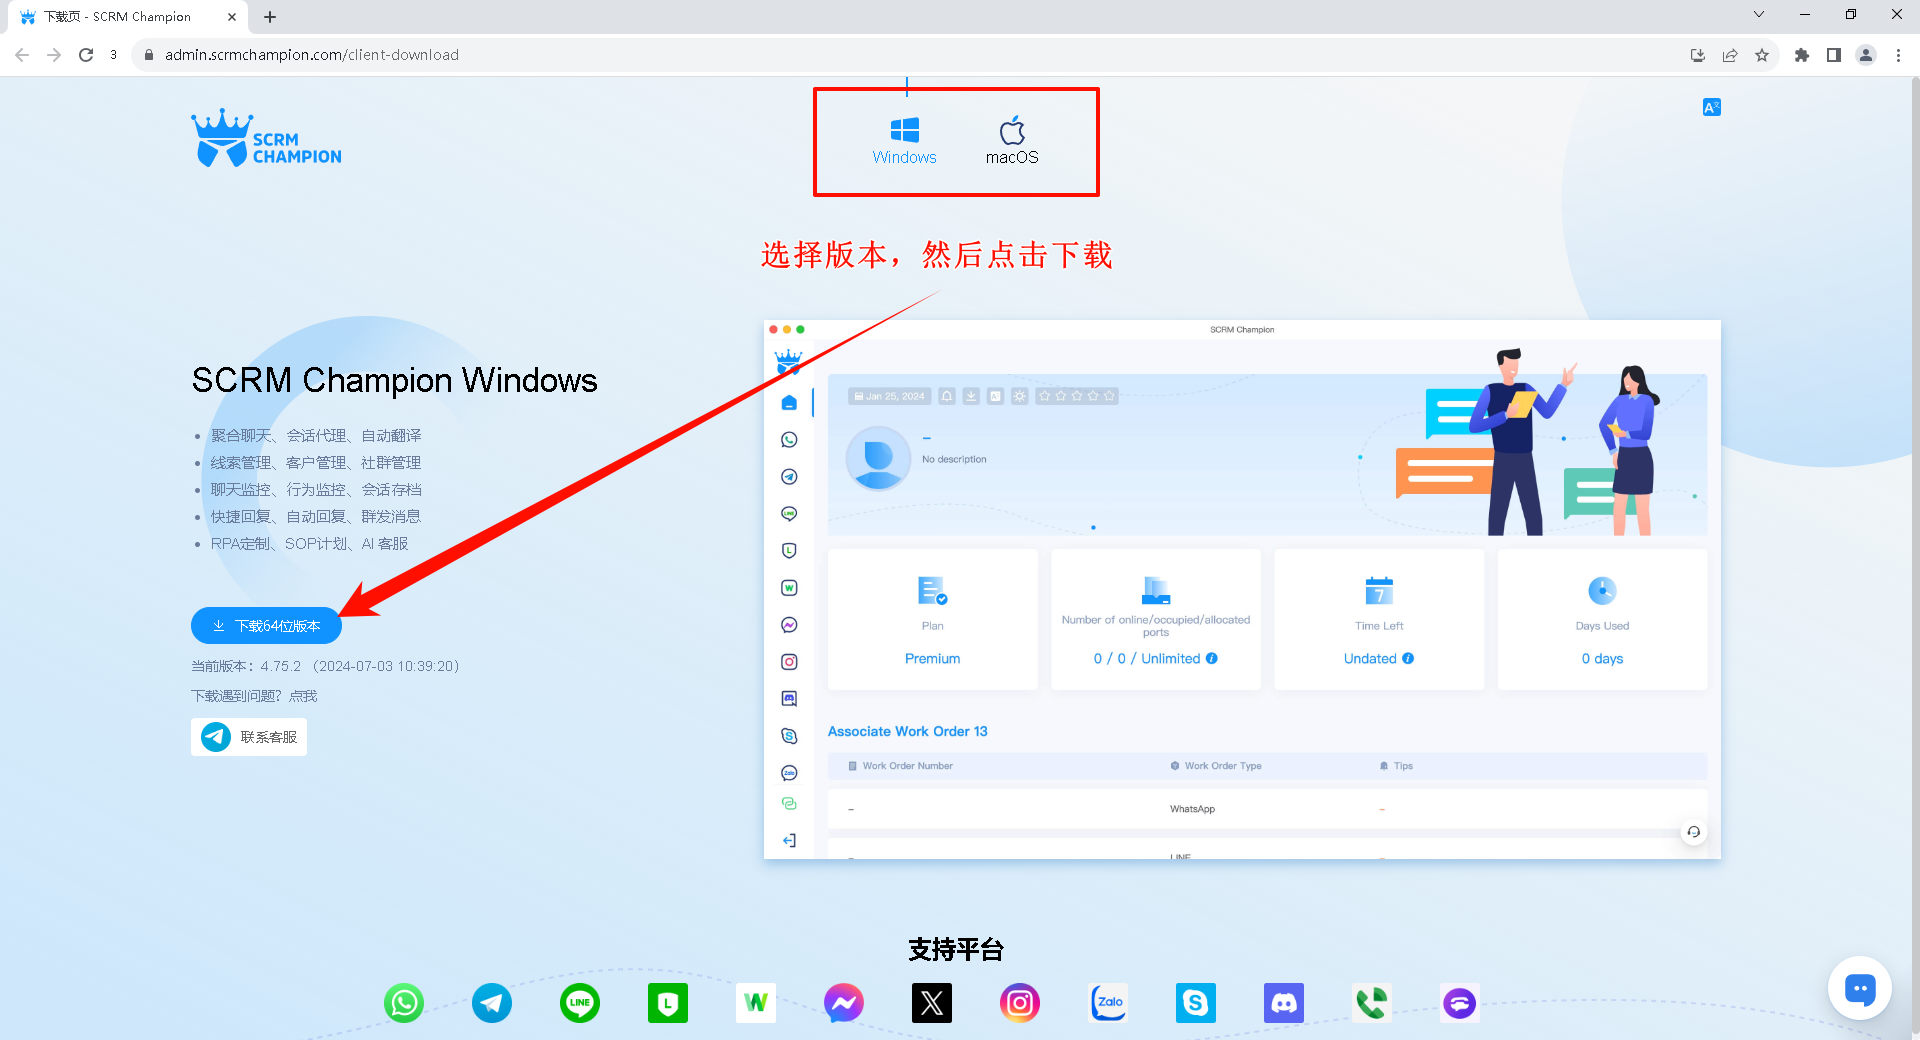 下载页 - SCRM Champion
3
admin.scrmchampion.com/client-download
SCRM
CHAMPION
Windows
macOS
选择版本，然后点击下载
SCRM Champion Windows
聚合聊天、会话代理、自动翻译
线索管理、客户管理、社群管理
聊天监控、行为监控、会话存档
快捷回复、自动回复、群发消息
RPA定制、SOP计划、AI 客服
下载64位版本
当前版本：4.75.2 （2024-07-03 10:39:20）
下载遇到问题？点我
联系客服
SCRM Champion
Jan 25, 2024
No description
7
Plan
Premium
Number of online/occupied/allocated
ports
0 / 0 / Unlimited
Time Left
Undated
Days Used
0 days
Associate Work Order 13
Work Order Number
Work Order Type
Tips
–
WhatsApp
–
LINE
支持平台
LINE
L
W
X
Zalo
S